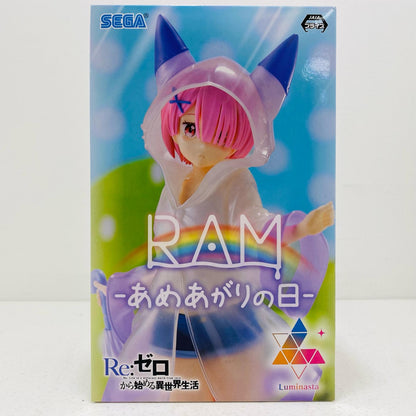 SEGA
RAM
-あめあがりの日-
Re:ゼロ
から始める異世界生活
Luminasta